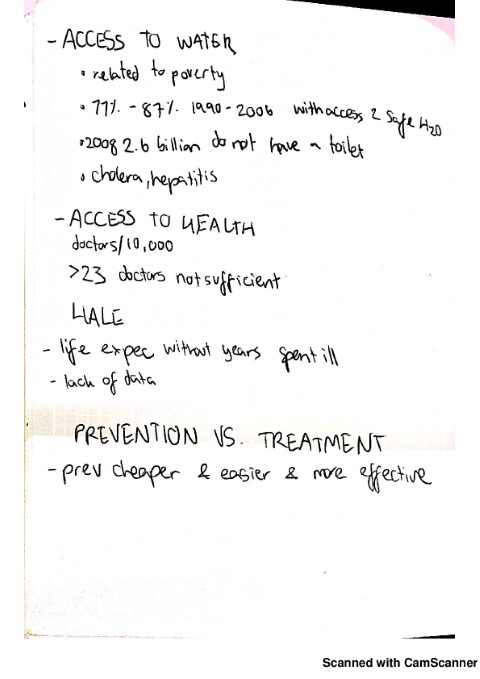 - ACCESS TO WATER
• related to poverty
• 77% - 87% 1990-2006 with access 2 Safe H2O
• 2008 2.6 billion do not have a toilet
• cholera, hepatitis
- ACCESS TO HEALTH
doctors/10,000
>23 doctors not sufficient
HALE
- life expec without years spent ill
- lack of data
PREVENTION VS. TREATMENT
- prev cheaper & easier & more effective
Scanned with CamScanner